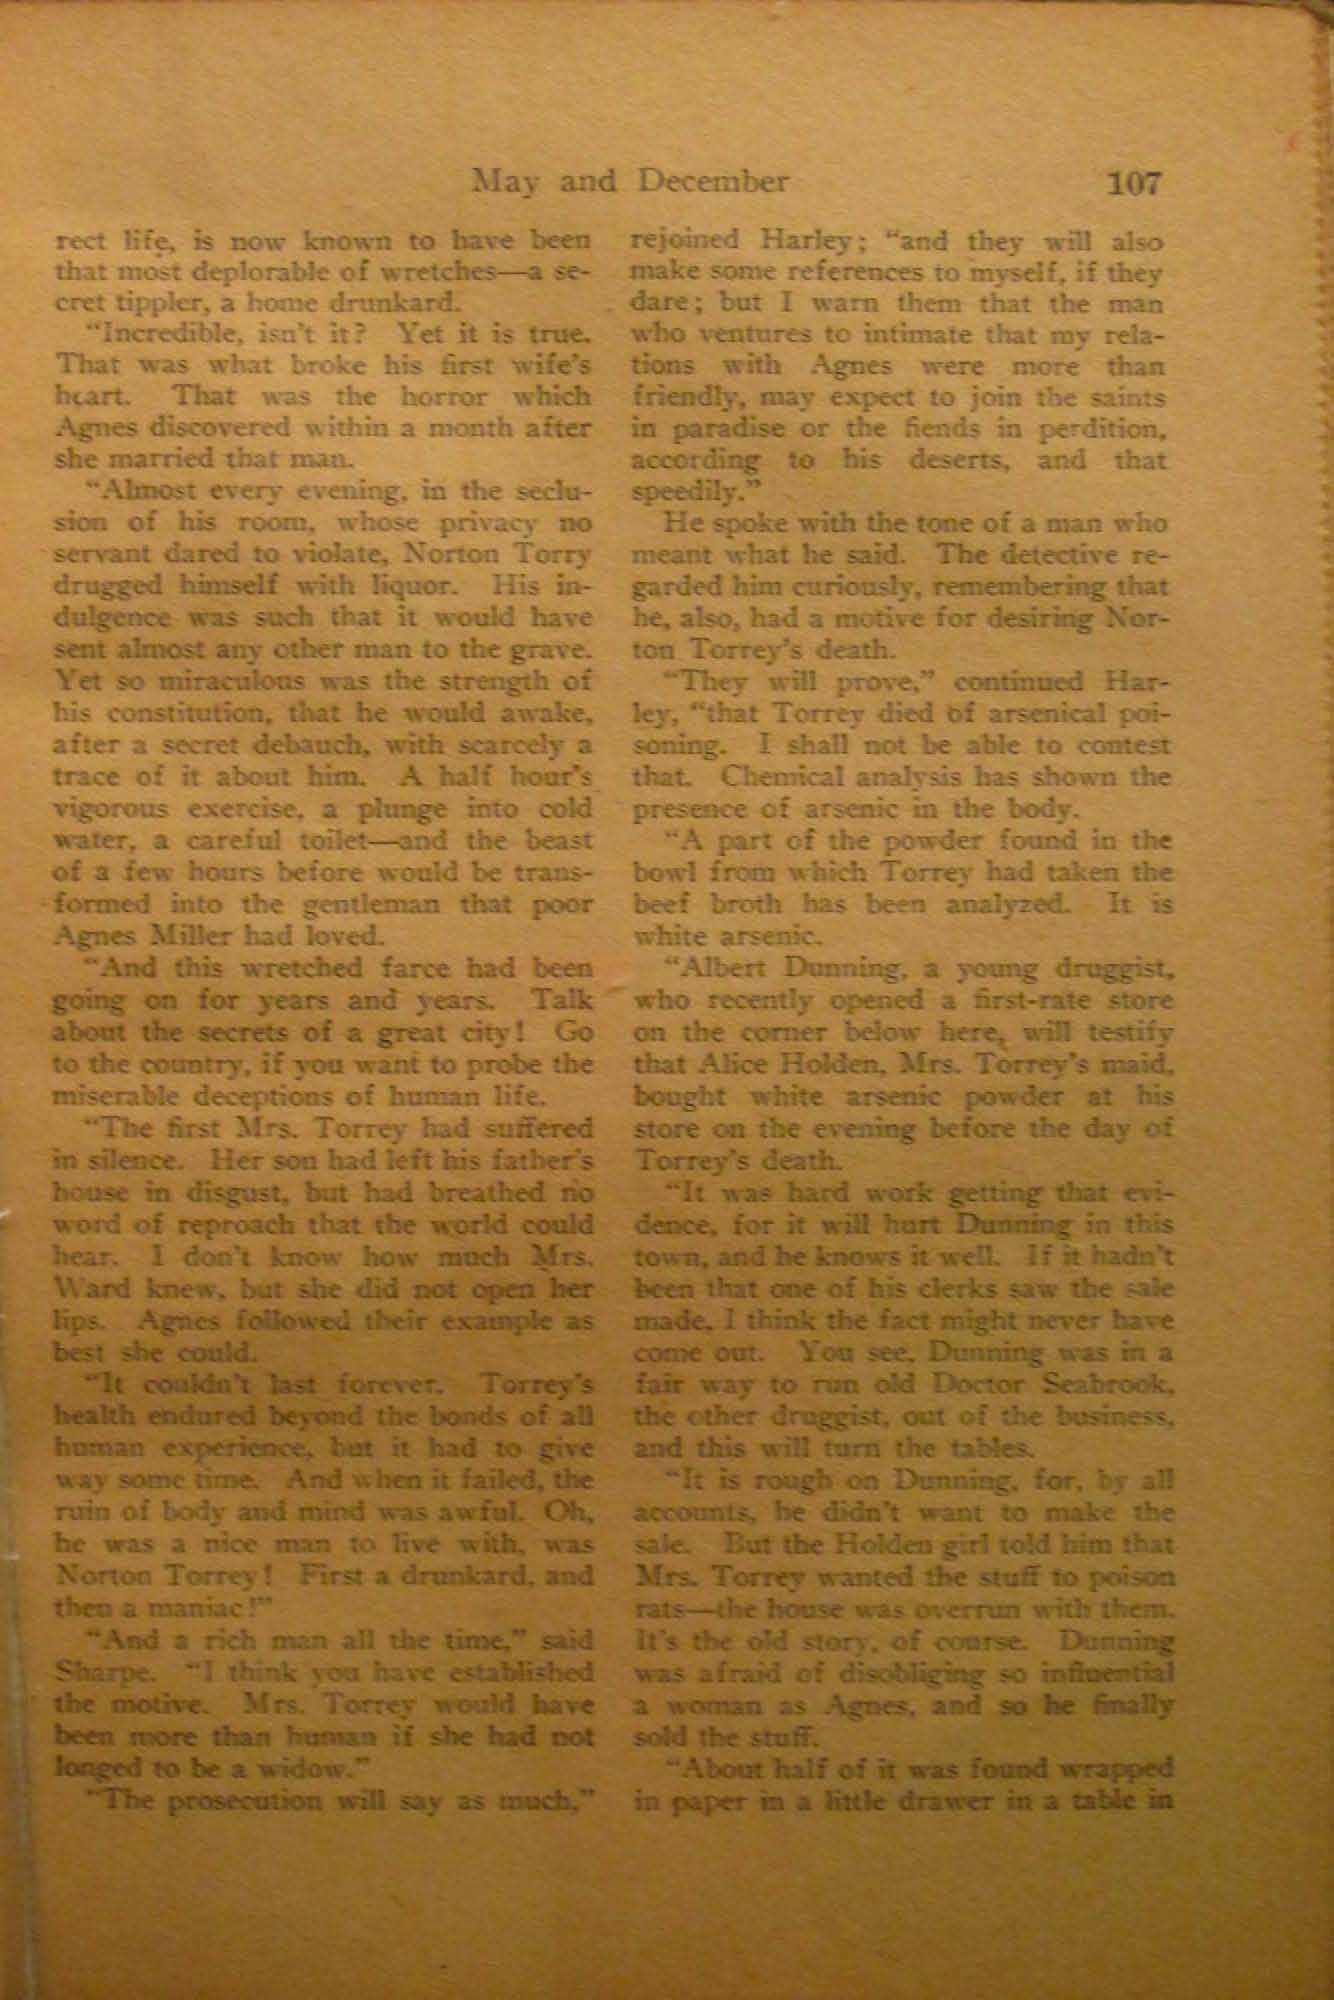 May and December 107
rect life, is now known to have been
that most deplorable of wretches—a se-
cret tippler, a home drunkard.
"Incredible, isn't it? Yet it is true.
That was what broke his first wife's
heart. That was the horror which
Agnes discovered within a month after
she married that man.
"Almost every evening, in the seclu-
sion of his room, whose privacy no
servant dared to violate, Norton Torry
drugged himself with liquor. His in-
dulgence was such that it would have
sent almost any other man to the grave.
Yet so miraculous was the strength of
his constitution, that he would awake,
after a secret debauch, with scarcely a
trace of it about him. A half hour's
vigorous exercise, a plunge into cold
water, a careful toilet—and the beast
of a few hours before would be trans-
formed into the gentleman that poor
Agnes Miller had loved.
"And this wretched farce had been
going on for years and years. Talk
about the secrets of a great city! Go
to the country, if you want to probe the
miserable deceptions of human life.
"The first Mrs. Torrey had suffered
in silence. Her son had left his father's
house in disgust, but had breathed no
word of reproach that the world could
hear. I don't know how much Mrs.
Ward knew, but she did not open her
lips. Agnes followed their example as
best she could.
"It couldn't last forever. Torrey's
health endured beyond the bonds of all
human experience, but it had to give
way some time. And when it failed, the
ruin of body and mind was awful. Oh,
he was a nice man to live with, was
Norton Torrey! First a drunkard, and
then a maniac!"
"And a rich man all the time," said
Sharpe. "I think you have established
the motive. Mrs. Torrey would have
been more than human if she had not
longed to be a widow."
"The prosecution will say as much,"
rejoined Harley; "and they will also
make some references to myself, if they
dare; but I warn them that the man
who ventures to intimate that my rela-
tions with Agnes were more than
friendly, may expect to join the saints
in paradise or the fiends in perdition,
according to his deserts, and that
speedily."
He spoke with the tone of a man who
meant what he said. The detective re-
garded him curiously, remembering that
he, also, had a motive for desiring Nor-
ton Torrey's death.
"They will prove," continued Har-
ley, "that Torrey died of arsenical poi-
soning. I shall not be able to contest
that. Chemical analysis has shown the
presence of arsenic in the body.
"A part of the powder found in the
bowl from which Torrey had taken the
beef broth has been analyzed. It is
white arsenic.
"Albert Dunning, a young druggist,
who recently opened a first-rate store
on the corner below here, will testify
that Alice Holden, Mrs. Torrey's maid,
bought white arsenic powder at his
store on the evening before the day of
Torrey's death.
"It was hard work getting that evi-
dence, for it will hurt Dunning in this
town, and he knows it well. If it hadn't
been that one of his clerks saw the sale
made, I think the fact might never have
come out. You see, Dunning was in a
fair way to run old Doctor Seabrook,
the other druggist, out of the business,
and this will turn the tables.
"It is rough on Dunning, for, by all
accounts, he didn't want to make the
sale. But the Holden girl told him that
Mrs. Torrey wanted the stuff to poison
rats—the house was overrun with them.
It's the old story, of course. Dunning
was afraid of disobliging so influential
a woman as Agnes, and so he finally
sold the stuff.
"About half of it was found wrapped
in paper in a little drawer in a table in